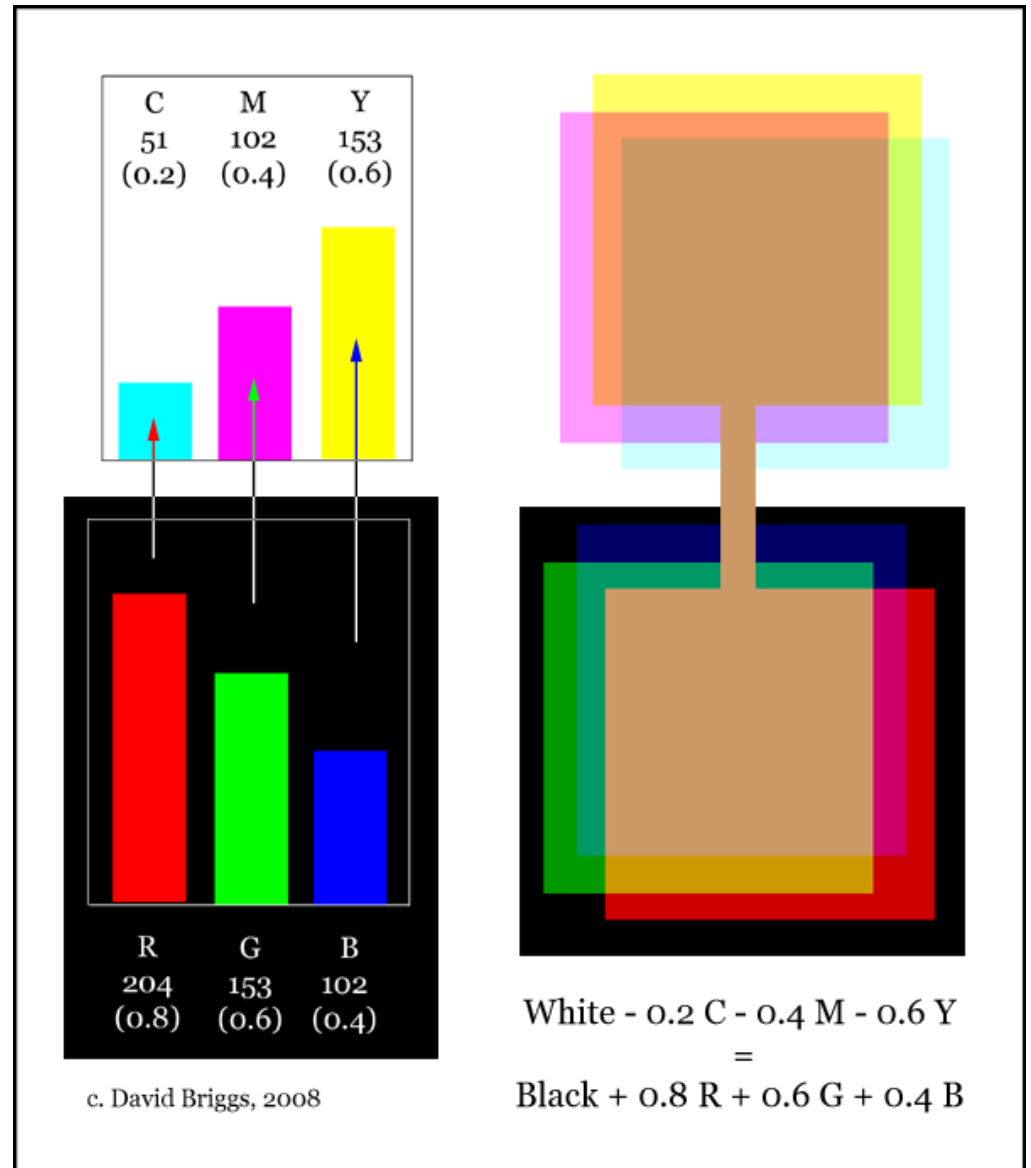 C M Y
51 102 153
(0.2) (0.4) (0.6)
R G B
204 153 102
(0.8) (0.6) (0.4)
c. David Briggs, 2008
White - 0.2 C - 0.4 M - 0.6 Y
=
Black + 0.8 R + 0.6 G + 0.4 B